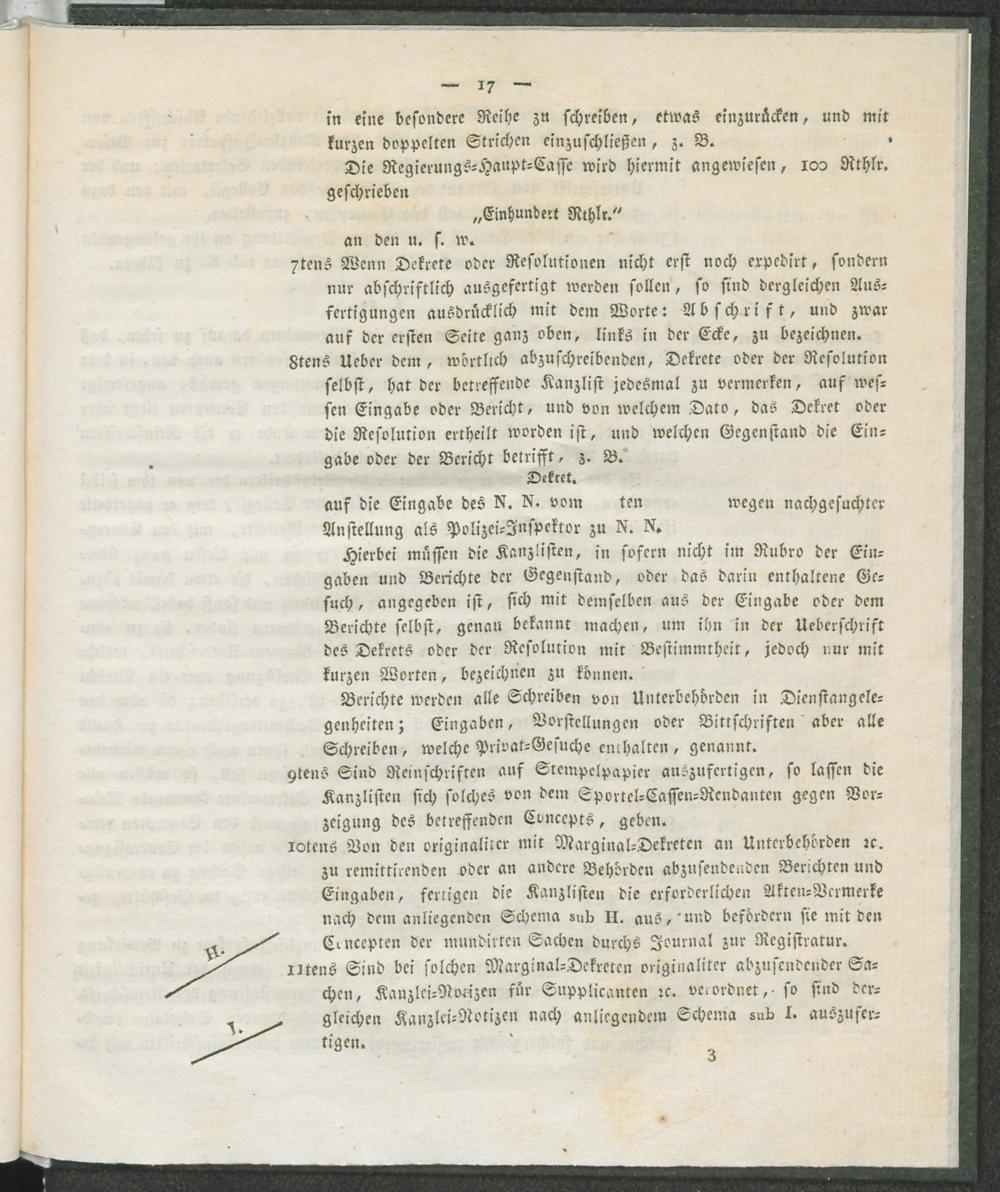 — 17 —
in eine besondere Reihe zu schreiben, etwas einzurücken, und mit
kurzen doppelten Strichen einzuschließen, z. B.
Die Regierungs-Haupt-Casse wird hiermit angewiesen, 100 Rthlr.
geschrieben
„Einhundert Rthlr.“
an den u. s. w.
7tens Wenn Dekrete oder Resolutionen nicht erst noch expedirt, sondern
nur abschriftlich ausgefertigt werden sollen, so sind dergleichen Aus-
fertigungen ausdrücklich mit dem Worte: Abschrift, und zwar
auf der ersten Seite ganz oben, links in der Ecke, zu bezeichnen.
8tens Ueber dem, wörtlich abzuschreibenden, Dekrete oder der Resolution
selbst, hat der betreffende Kanzlist jedesmal zu vermerken, auf wes-
sen Eingabe oder Bericht, und von welchem Dato, das Dekret oder
die Resolution ertheilt worden ist, und welchen Gegenstand die Ein-
gabe oder der Bericht betrifft, z. B.
Dekret.
auf die Eingabe des N. N. vom ten wegen nachgesuchter
Anstellung als Polizei-Inspektor zu N. N.
Hierbei müssen die Kanzlisten, in sofern nicht im Rubro der Ein-
gaben und Berichte der Gegenstand, oder das darin enthaltene Ge-
such, angegeben ist, sich mit demselben aus der Eingabe oder dem
Berichte selbst, genau bekannt machen, um ihn in der Ueberschrift
des Dekrets oder der Resolution mit Bestimmtheit, jedoch nur mit
kurzen Worten, bezeichnen zu können.
Berichte werden alle Schreiben von Unterbehörden in Dienstangele-
genheiten; Eingaben, Vorstellungen oder Bittschriften aber alle
Schreiben, welche Privat-Gesuche enthalten, genannt.
9tens Sind Reinschriften auf Stempelpapier auszufertigen, so lassen die
Kanzlisten sich solches von dem Sportel-Cassen-Rendanten gegen Vor-
zeigung des betreffenden Concepts, geben.
10tens Von den originaliter mit Marginal-Dekreten an Unterbehörden ꝛc.
zu remittirenden oder an andere Behörden abzusendenden Berichten und
Eingaben, fertigen die Kanzlisten die erforderlichen Akten-Vermerke
nach dem anliegenden Schema sub H. aus, und befördern sie mit den
Concepten der mundirten Sachen durchs Journal zur Registratur.
H.
11tens Sind bei solchen Marginal-Dekreten originaliter abzusendender Sa-
chen, Kanzlei-Notizen für Supplicanten ꝛc. verordnet, so sind der-
gleichen Kanzlei-Notizen nach anliegendem Schema sub I. auszufer-
I.
tigen.
3